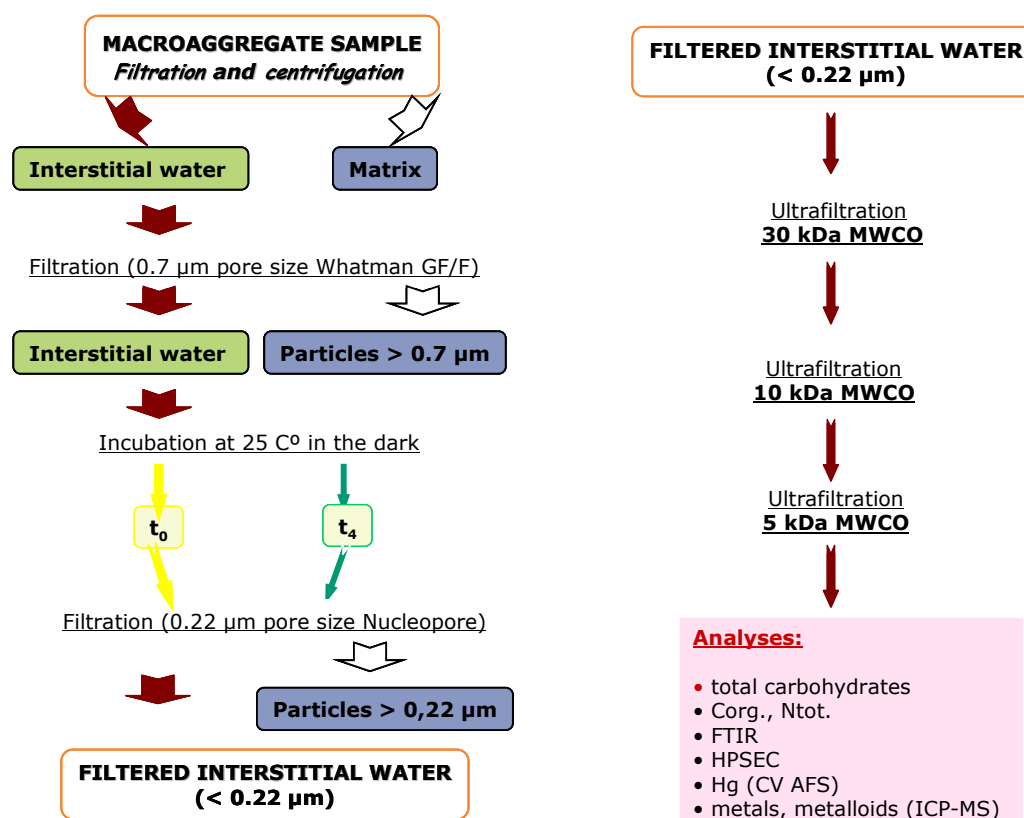 MACROAGGREGATE SAMPLE
Filtration and centrifugation
Interstitial water
Matrix
Filtration (0.7 µm pore size Whatman GF/F)
Interstitial water
Particles > 0.7 µm
Incubation at 25 Cº in the dark
t₀
t₄
Filtration (0.22 µm pore size Nucleopore)
Particles > 0,22 µm
FILTERED INTERSTITIAL WATER
(< 0.22 µm)
FILTERED INTERSTITIAL WATER
(< 0.22 µm)
Ultrafiltration
30 kDa MWCO
Ultrafiltration
10 kDa MWCO
Ultrafiltration
5 kDa MWCO
Analyses:
• total carbohydrates
• Corg., Ntot.
• FTIR
• HPSEC
• Hg (CV AFS)
• metals, metalloids (ICP-MS)